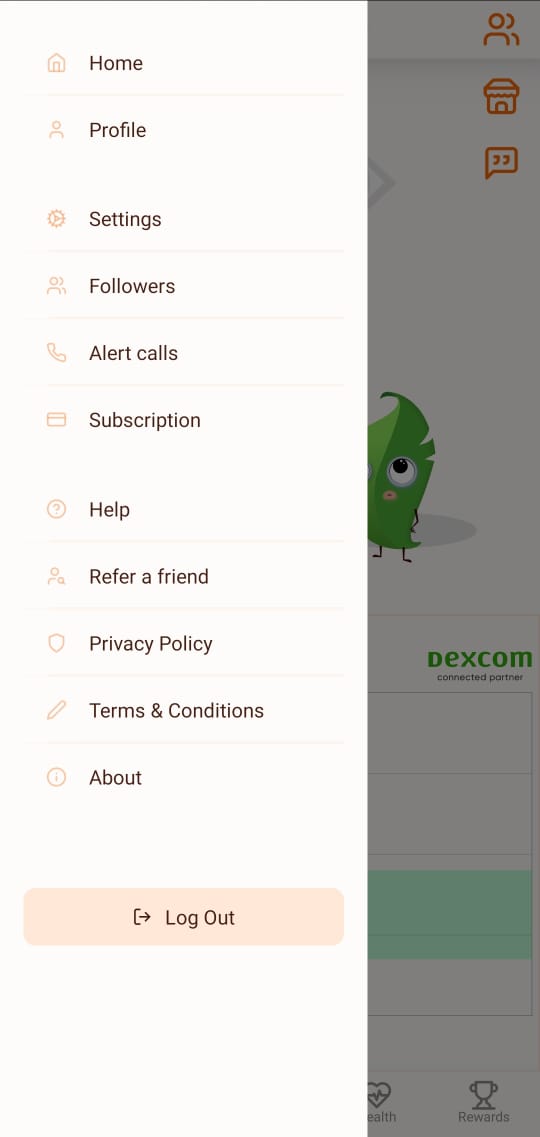 Home
Profile
Settings
Followers
Alert calls
Subscription
Help
Refer a friend
Privacy Policy
Dexcom
connected partner
Terms & Conditions
About
Log Out
ealth
Rewards